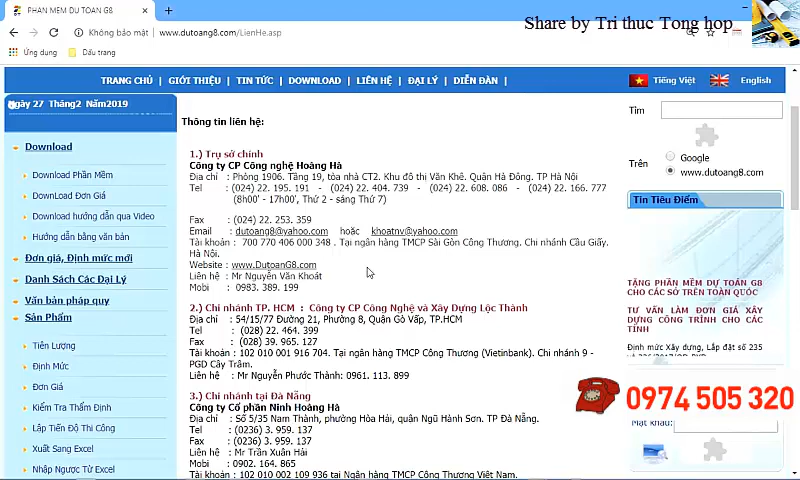 PHẦN MỀM DỰ TOÁN G8
Share by Tri thuc Tong hop
Không bảo mật | www.dutoang8.com/LienHe.asp
Ứng dụng Dấu trang
TRANG CHỦ | GIỚI THIỆU | TIN TỨC | DOWNLOAD | LIÊN HỆ | ĐẠI LÝ | DIỄN ĐÀN |
Tiếng Việt English
Ngày 27 Tháng2 Năm2019
Download
Download Phần Mềm
DownLoad Đơn Giá
Download hướng dẫn qua Video
Hướng dẫn bằng văn bản
Đơn giá, Định mức mới
Danh Sách Các Đại Lý
Văn bản pháp quy
Sản Phẩm
Tiên Lượng
Định Mức
Đơn Giá
Kiểm Tra Thẩm Định
Lập Tiến Độ Thi Công
Xuất Sang Excel
Nhập Ngược Từ Excel
Thông tin liên hệ:
1.) Trụ sở chính
Công ty CP Công nghệ Hoàng Hà
Địa chỉ : Phòng 1906. Tầng 19, tòa nhà CT2. Khu đô thị Văn Khê. Quận Hà Đông. TP Hà Nội
Tel : (024) 22. 195. 191 - (024) 22. 404. 739 - (024) 22. 608. 086 - (024) 22. 166. 777
(8h00' - 17h00', Thứ 2 - sáng Thứ 7)
Fax : (024) 22. 253. 359
Email : dutoang8@yahoo.com hoặc khoatnv@yahoo.com
Tài khoản : 700 770 406 000 348 . Tại ngân hàng TMCP Sài Gòn Công Thương. Chi nhánh Cầu Giấy.
Hà Nội.
Website : www.DutoanG8.com
Liên hệ : Mr Nguyễn Văn Khoát
Mobi : 0983. 389. 199
2.) Chi nhánh TP. HCM : Công ty CP Công Nghệ và Xây Dựng Lộc Thành
Địa chỉ : 54/15/77 Đường 21, Phường 8, Quận Gò Vấp, TP.HCM
Tel : (028) 22. 464. 399
Fax : (028) 39. 965. 127
Tài khoản : 102 010 001 916 704. Tại ngân hàng TMCP Công Thương (Vietinbank). Chi nhánh 9 -
PGD Cây Trâm.
Liên hệ : Mr Nguyễn Phước Thành: 0961. 113. 899
3.) Chi nhánh tại Đà Nẵng
Công ty Cổ phần Ninh Hoàng Hà
Địa chỉ : Số 5/35 Nam Thành, phường Hòa Hải, quận Ngũ Hành Sơn. TP Đà Nẵng.
Tel : (0236) 3. 959. 137
Fax : (0236) 3. 959. 137
Liên hệ : Mr Trần Xuân Hải
Mobi : 0902. 164. 865
Tài khoản : 102 010 002 109 936 tại Ngân hàng TMCP Công Thương Việt Nam.
Tìm
Trên
Google
www.dutoang8.com
Tin Tiêu Điểm
TẶNG PHẦN MỀM DỰ TOÁN G8 CHO CÁC SỞ TRÊN TOÀN QUỐC
TƯ VẤN LÀM ĐƠN GIÁ XÂY DỰNG CÔNG TRÌNH CHO CÁC TỈNH
Định mức Xây dựng, Lắp đặt số 235
0974 505 320
Mật khẩu: